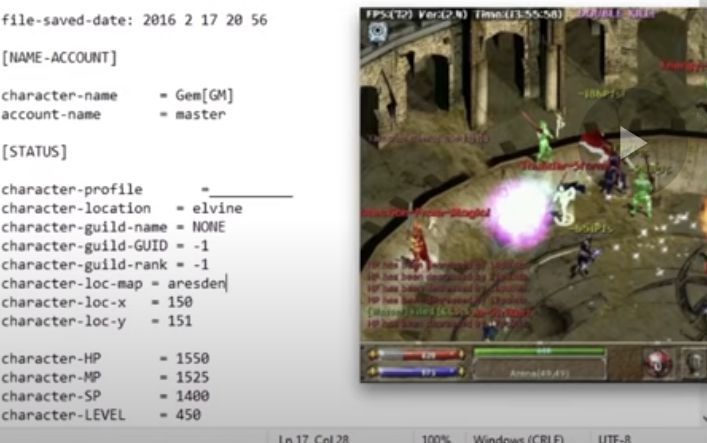 file-saved-date: 2016 2 17 20 56
[NAME-ACCOUNT]
character-name = Gem[GM]
account-name = master
[STATUS]
character-profile =__________
character-location = elvine
character-guild-name = NONE
character-guild-GUID = -1
character-guild-rank = -1
character-loc-map = aresden
character-loc-x = 150
character-loc-y = 151
character-HP = 1550
character-MP = 1525
character-SP = 1400
character-LEVEL = 450
FPS:(72) Ver:(2.4) Time:(13:55:58) DOUBLE KILL!
-186Pts!
Arena(49,49)
Ln 17, Col 28 100% Windows (CRLF) UTF-8